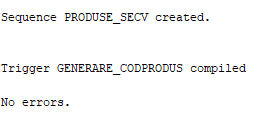 Sequence PRODUSE_SECV created.
Trigger GENERARE_CODPRODUS compiled
No errors.